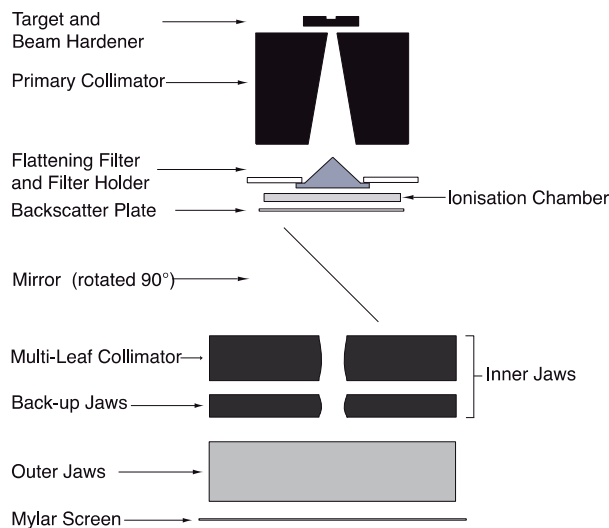 Target and
Beam Hardener
Primary Collimator
Flattening Filter
and Filter Holder
Ionisation Chamber
Backscatter Plate
Mirror (rotated 90°)
Multi-Leaf Collimator
Inner Jaws
Back-up Jaws
Outer Jaws
Mylar Screen